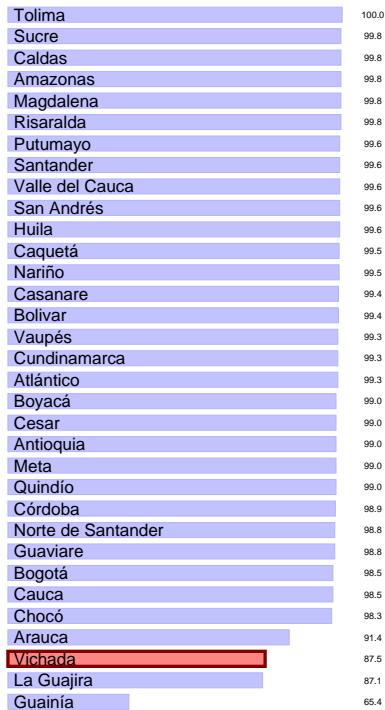 Tolima 100.0
Sucre 99.8
Caldas 99.8
Amazonas 99.8
Magdalena 99.8
Risaralda 99.8
Putumayo 99.6
Santander 99.6
Valle del Cauca 99.6
San Andrés 99.6
Huila 99.6
Caquetá 99.5
Nariño 99.5
Casanare 99.4
Bolivar 99.4
Vaupés 99.3
Cundinamarca 99.3
Atlántico 99.3
Boyacá 99.0
Cesar 99.0
Antioquia 99.0
Meta 99.0
Quindío 99.0
Córdoba 98.9
Norte de Santander 98.8
Guaviare 98.8
Bogotá 98.5
Cauca 98.5
Chocó 98.3
Arauca 91.4
Vichada 87.5
La Guajira 87.1
Guainía 65.4